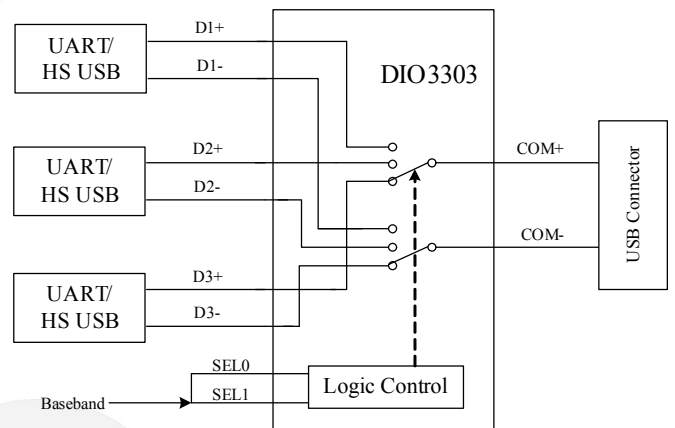 UART/
HS USB
D1+
D1-
DIO3303
UART/
HS USB
D2+
D2-
COM+
COM-
USB Connector
UART/
HS USB
D3+
D3-
Baseband
SEL0
SEL1
Logic Control